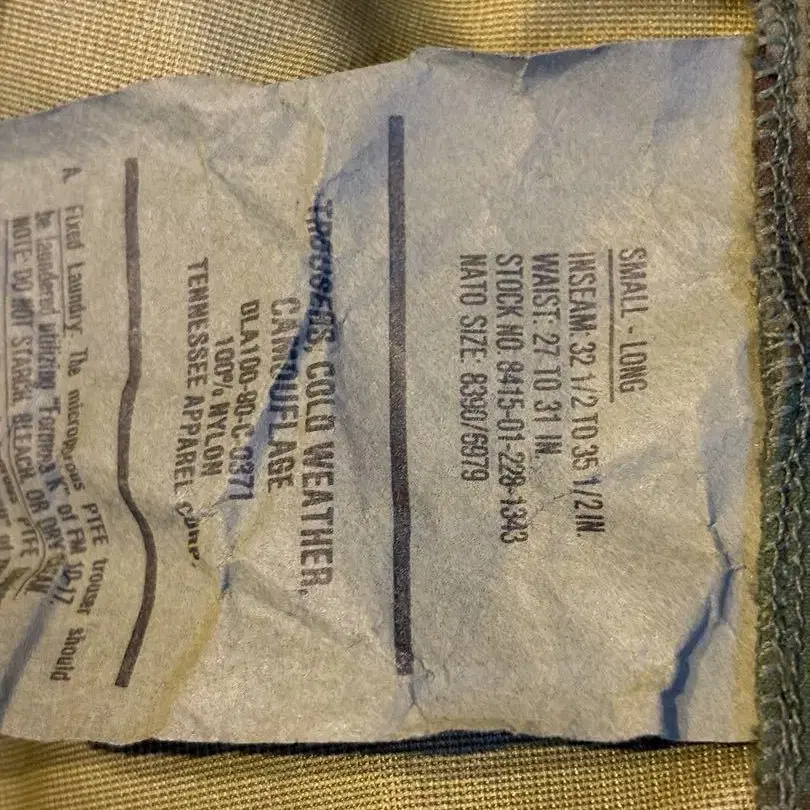 SMALL - LONG
INSEAM: 32 1/2 TO 35 1/2 IN.
WAIST: 27 TO 31 IN.
STOCK NO. 8415-01-228-1343
NATO SIZE: 8390/6979
TROUSERS, COLD WEATHER,
CAMOUFLAGE
DLA100-80-C-0371
100% NYLON
TENNESSEE APPAREL CORP.
A. Fixed Laundry- The microporous PTFE trouser should
be laundered utilizing "Formula K" of FM 10-17.
NOTE: DO NOT STARCH, BLEACH, OR DRY
PTFE